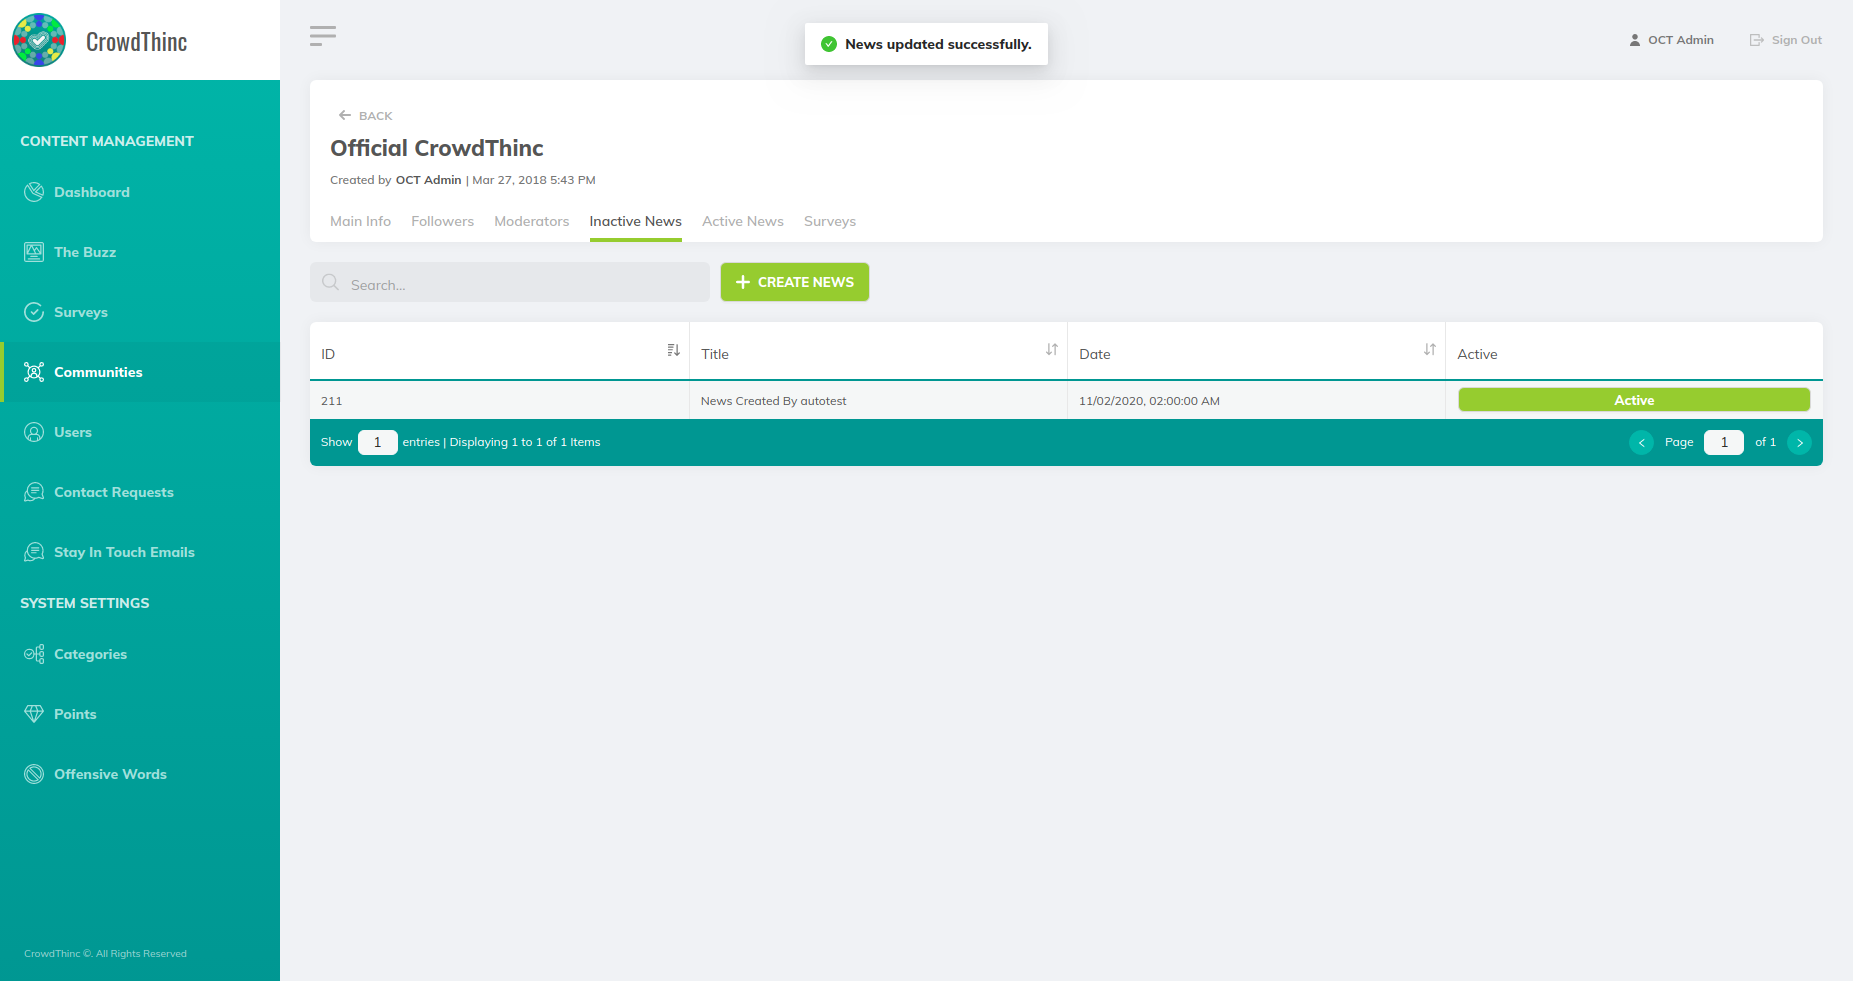 CrowdThinc
News updated successfully.
OCT Admin
Sign Out
CONTENT MANAGEMENT
Dashboard
The Buzz
Surveys
Communities
Users
Contact Requests
Stay In Touch Emails
SYSTEM SETTINGS
Categories
Points
Offensive Words
CrowdThinc ©. All Rights Reserved
BACK
Official CrowdThinc
Created by OCT Admin | Mar 27, 2018 5:43 PM
Main Info Followers Moderators Inactive News Active News Surveys
Search...
CREATE NEWS
ID Title Date Active
211 News Created By autotest 11/02/2020, 02:00:00 AM Active
Show 1 entries | Displaying 1 to 1 of 1 Items Page 1 of 1